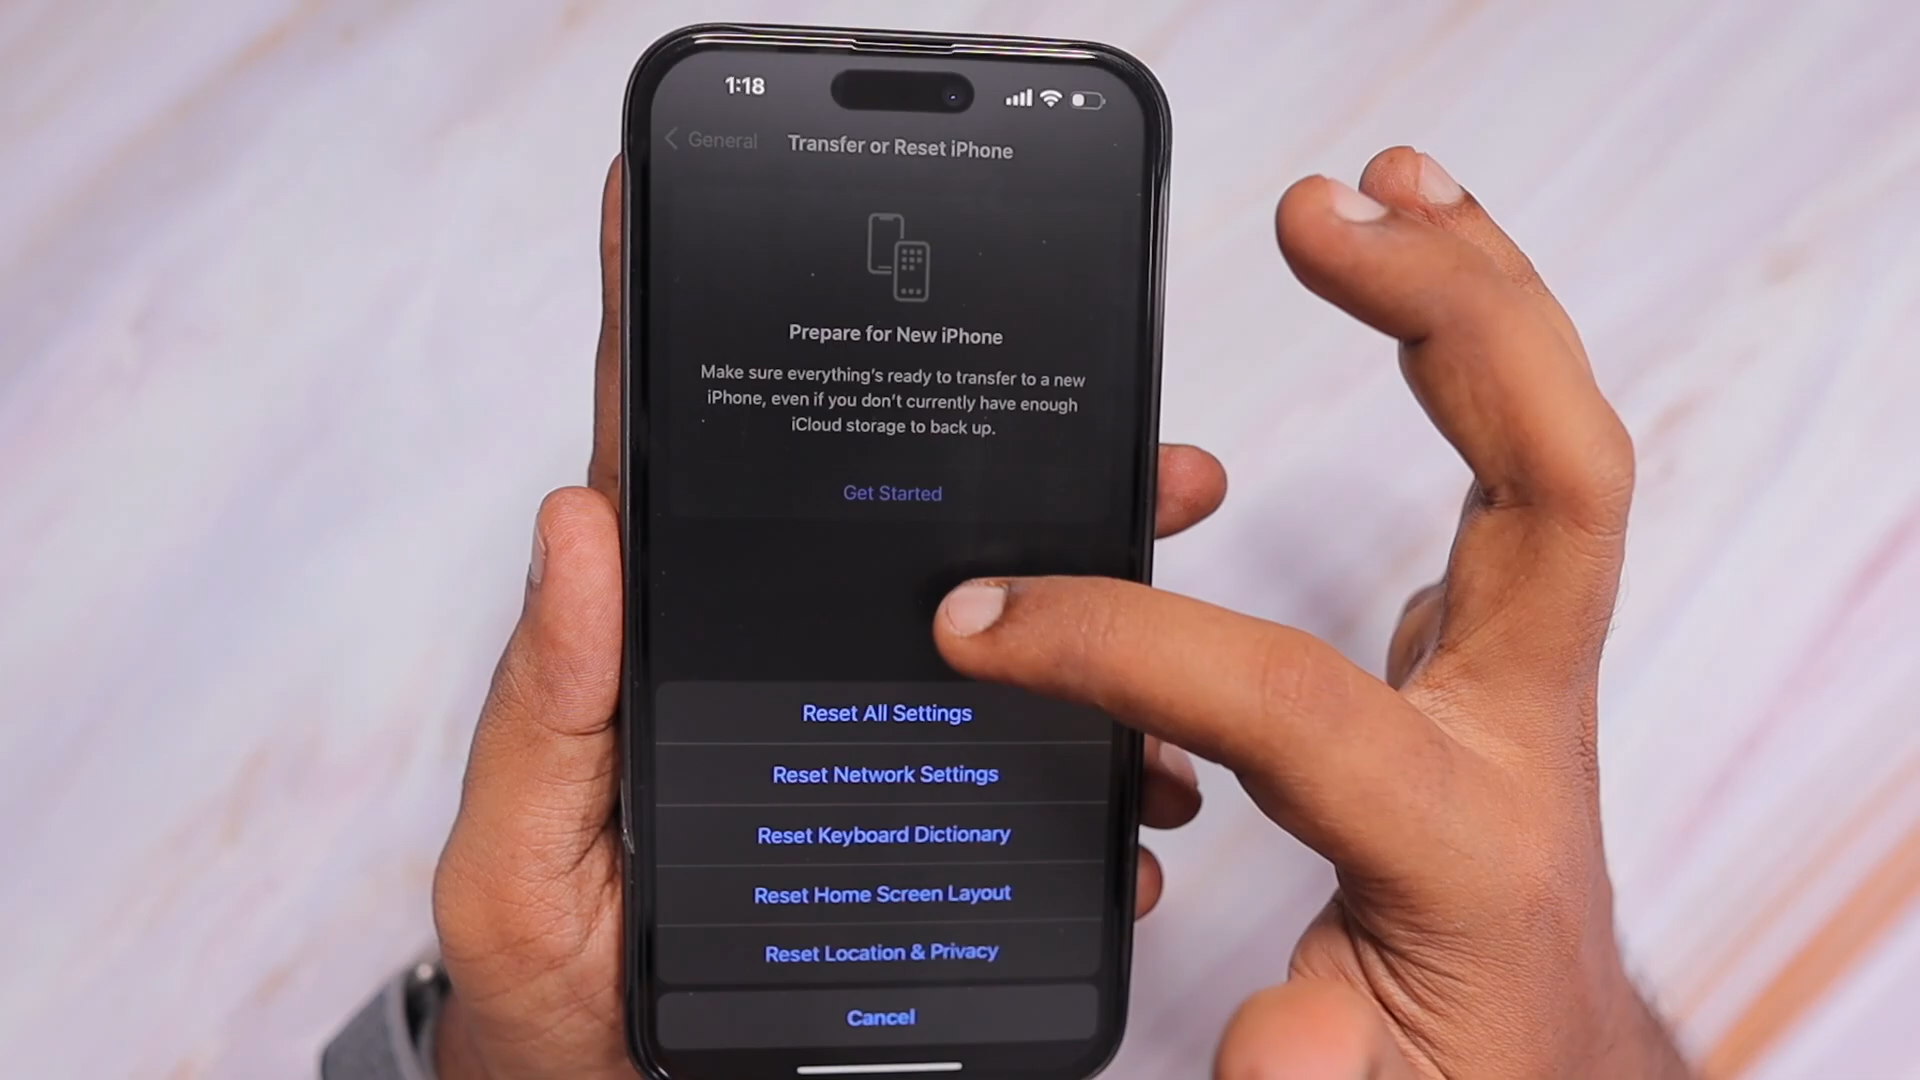 1:18
General
Transfer or Reset iPhone
Prepare for New iPhone
Make sure everything's ready to transfer to a new
iPhone, even if you don't currently have enough
iCloud storage to back up.
Get Started
Reset All Settings
Reset Network Settings
Reset Keyboard Dictionary
Reset Home Screen Layout
Reset Location & Privacy
Cancel